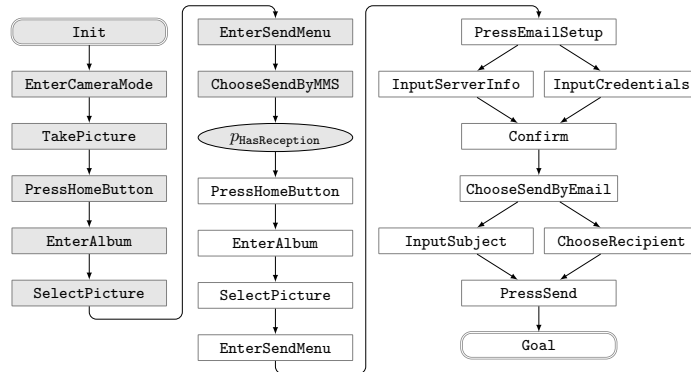 Init
EnterCameraMode
TakePicture
PressHomeButton
EnterAlbum
SelectPicture
EnterSendMenu
ChooseSendByMMS
pHasReception
PressHomeButton
EnterAlbum
SelectPicture
EnterSendMenu
PressEmailSetup
InputServerInfo
InputCredentials
Confirm
ChooseSendByEmail
InputSubject
ChooseRecipient
PressSend
Goal